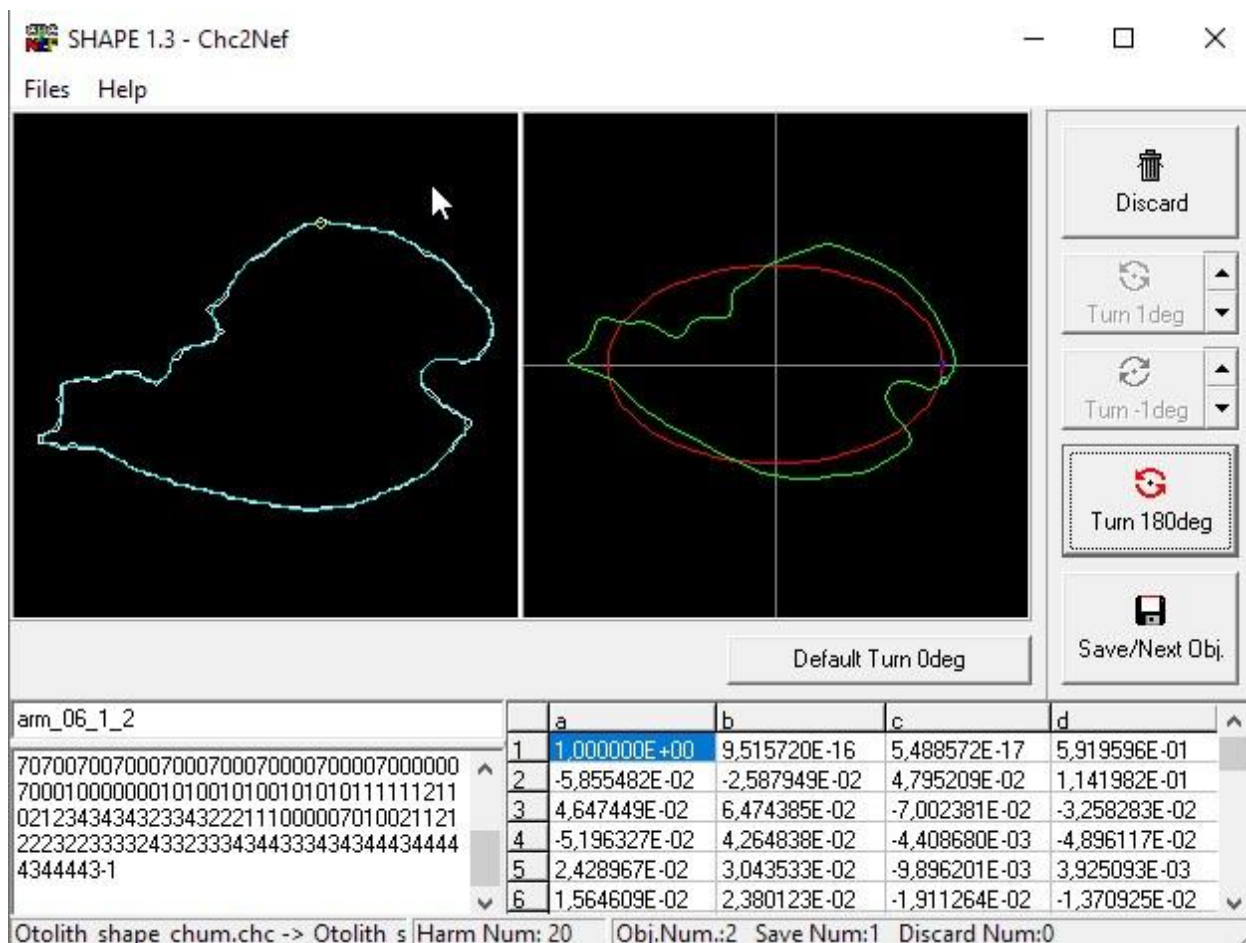 SHAPE 1.3 - Chc2Nef
Files Help
Discard
Turn 1deg
Turn -1deg
Turn 180deg
Save/Next Obj.
Default Turn 0deg
arm_06_1_2
707007007000700070007000070000700000
7000100000001010010100101010111111211
021234343432334322211100000701002112 1
2223223333324332333434433343434443444
4344443-1
a b c d
1 1,000000E+00 9,515720E-16 5,488572E-17 5,919596E-01
2 -5,855482E-02 -2,587949E-02 4,795209E-02 1,141982E-01
3 4,647449E-02 6,474385E-02 -7,002381E-02 -3,258283E-02
4 -5,196327E-02 4,264838E-02 -4,408680E-03 -4,896117E-02
5 2,428967E-02 3,043533E-02 -9,896201E-03 3,925093E-03
6 1,564609E-02 2,380123E-02 -1,911264E-02 -1,370925E-02
Otolith shape chum.chc -> Otolith s Harm Num: 20 Obj.Num.:2 Save Num:1 Discard Num:0